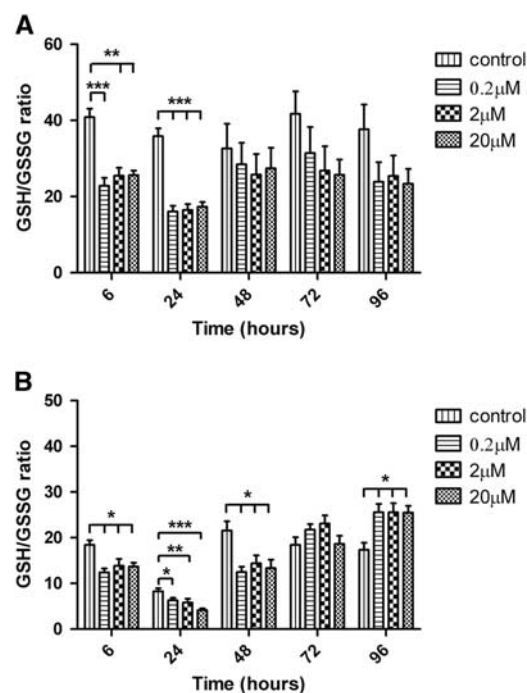 A
GSH/GSSG ratio
60
40
20
0
** 
***
***
control
0.2μM
2μM
20μM
6 24 48 72 96
Time (hours)
B
GSH/GSSG ratio
50
40
30
20
10
0
*
***
**
*
*
*
control
0.2μM
2μM
20μM
6 24 48 72 96
Time (hours)